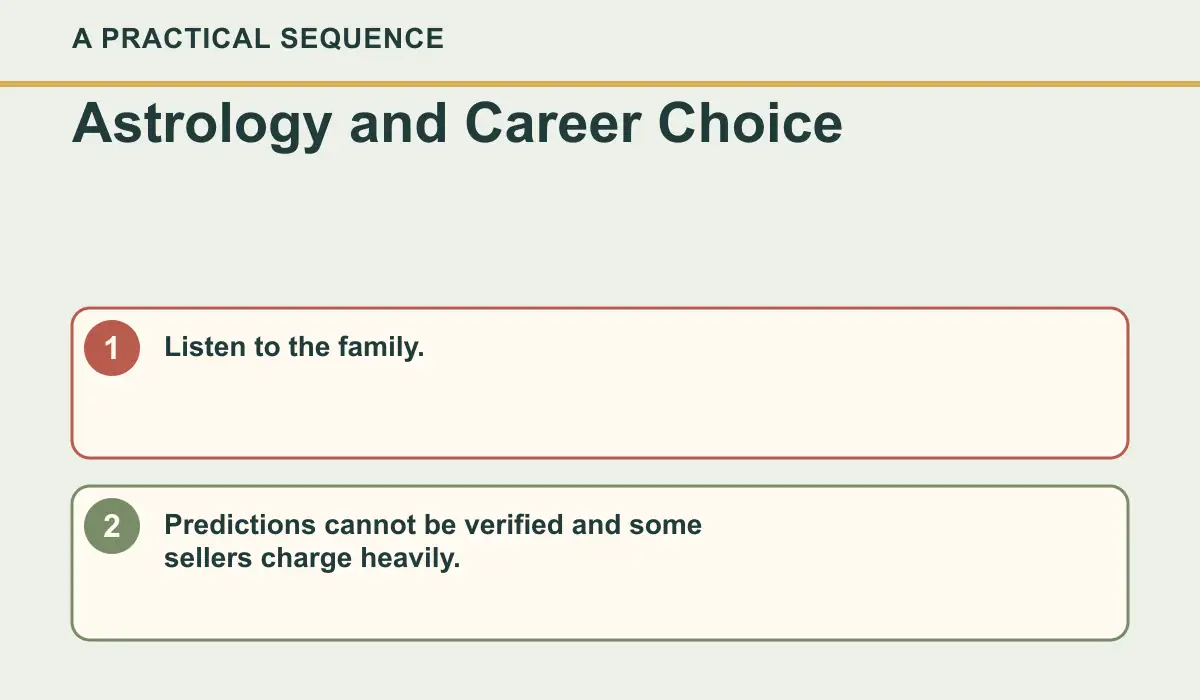 A PRACTICAL SEQUENCE
Astrology and Career Choice
1
Listen to the family.
2
Predictions cannot be verified and some
sellers charge heavily.